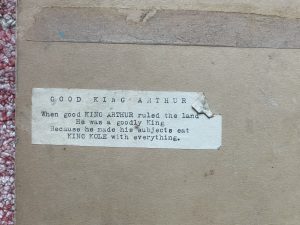 GOOD KING ARTHUR
When good KING ARTHUR ruled the land
He was a goodly King
Because he made his subjects eat
KING KOLE with everything.